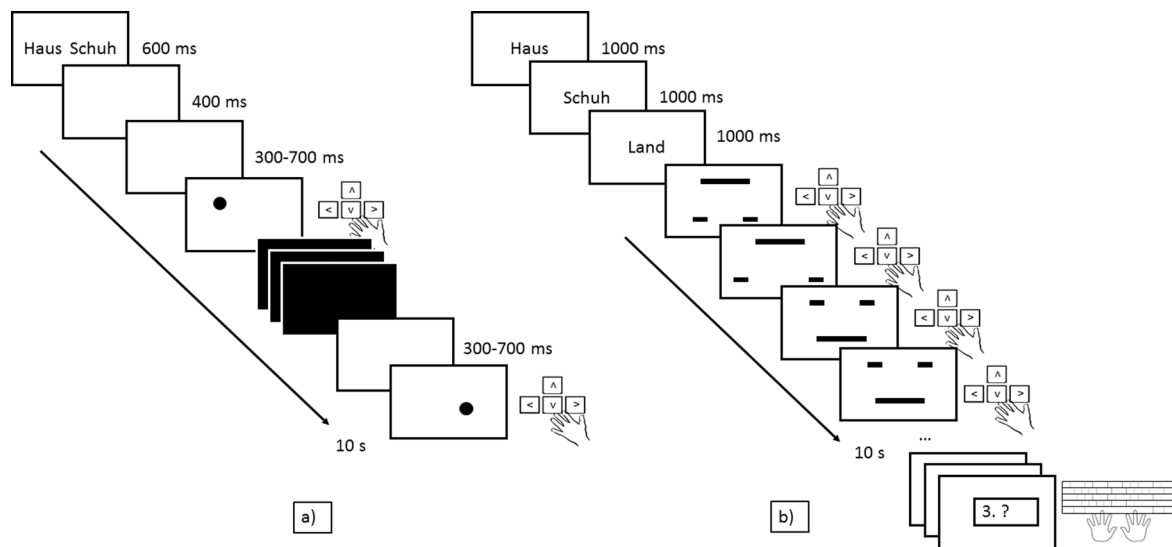 Haus Schuh
600 ms
400 ms
300-700 ms
^
< v >
300-700 ms
^
< v >
10 s
a)
Haus
1000 ms
Schuh
1000 ms
Land
1000 ms
^
< v >
^
< v >
^
< v >
^
< v >
...
10 s
3. ?
b)